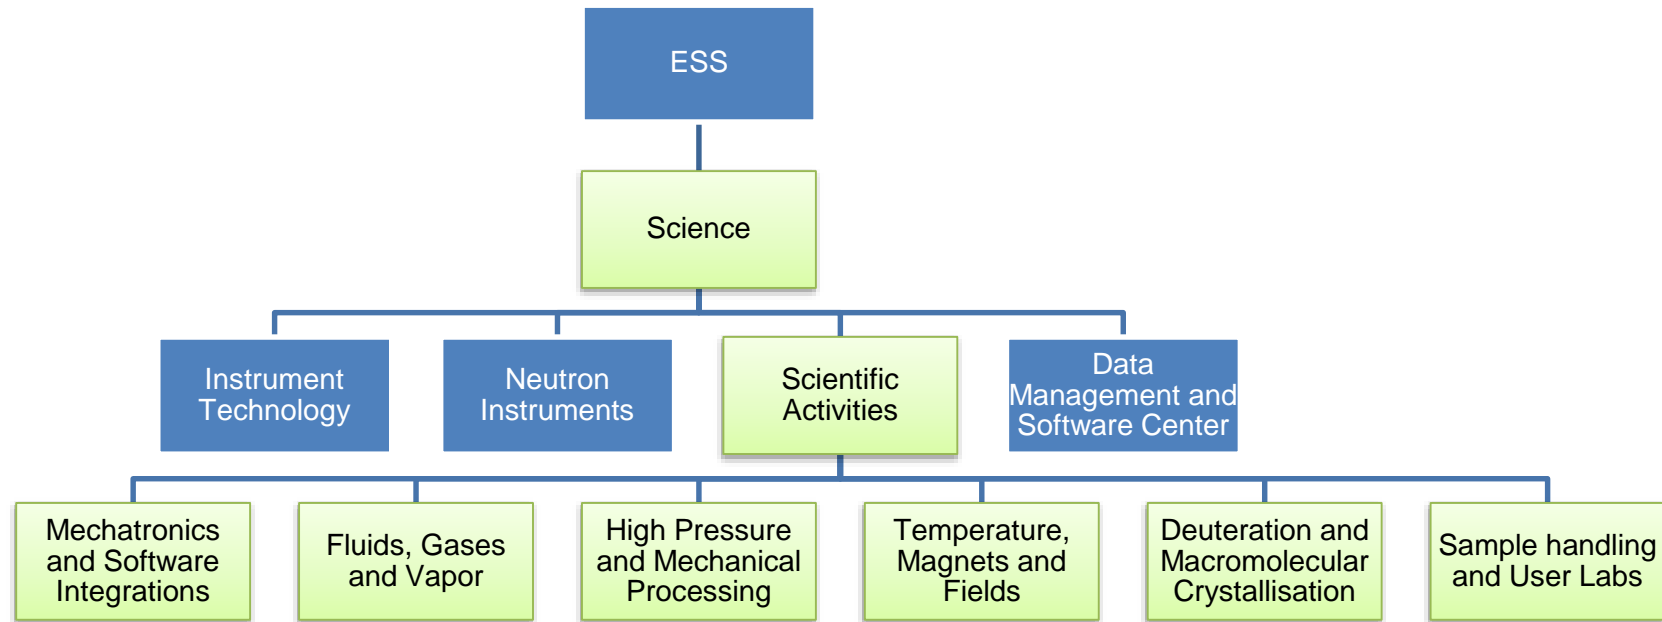 ESS
Science
Instrument
Technology
Neutron
Instruments
Scientific
Activities
Data
Management and
Software Center
Mechatronics
and Software
Integrations
Fluids, Gases
and Vapor
High Pressure
and Mechanical
Processing
Temperature,
Magnets and
Fields
Deuteration and
Macromolecular
Crystallisation
Sample handling
and User Labs